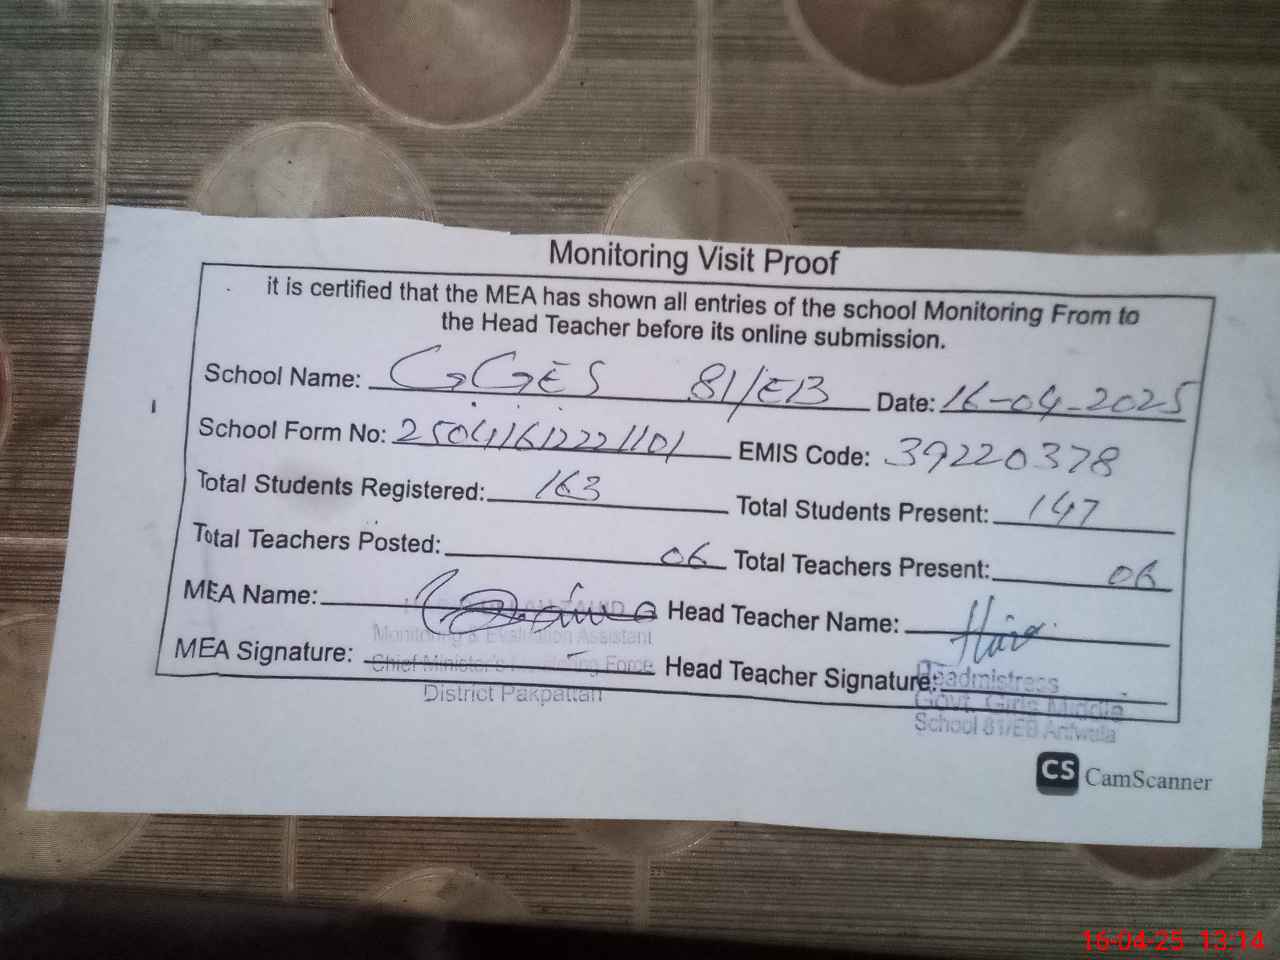 Monitoring Visit Proof
it is certified that the MEA has shown all entries of the school Monitoring From to
the Head Teacher before its online submission.
School Name: GGES 81/EB Date: 16-04-2025
School Form No: EMIS Code: 39220378
Total Students Registered: 163 Total Students Present: 147
Total Teachers Posted: 06 Total Teachers Present: 06
MEA Name: Head Teacher Name:
Monitoring & Evaluation Assistant
MEA Signature: Head Teacher Signature:
Chief Minister's Monitoring Force
District Pakpattan
Headmistress
Govt. Girls Middle
School 81/EB Arifwala
CS CamScanner
16-04-25 13:14